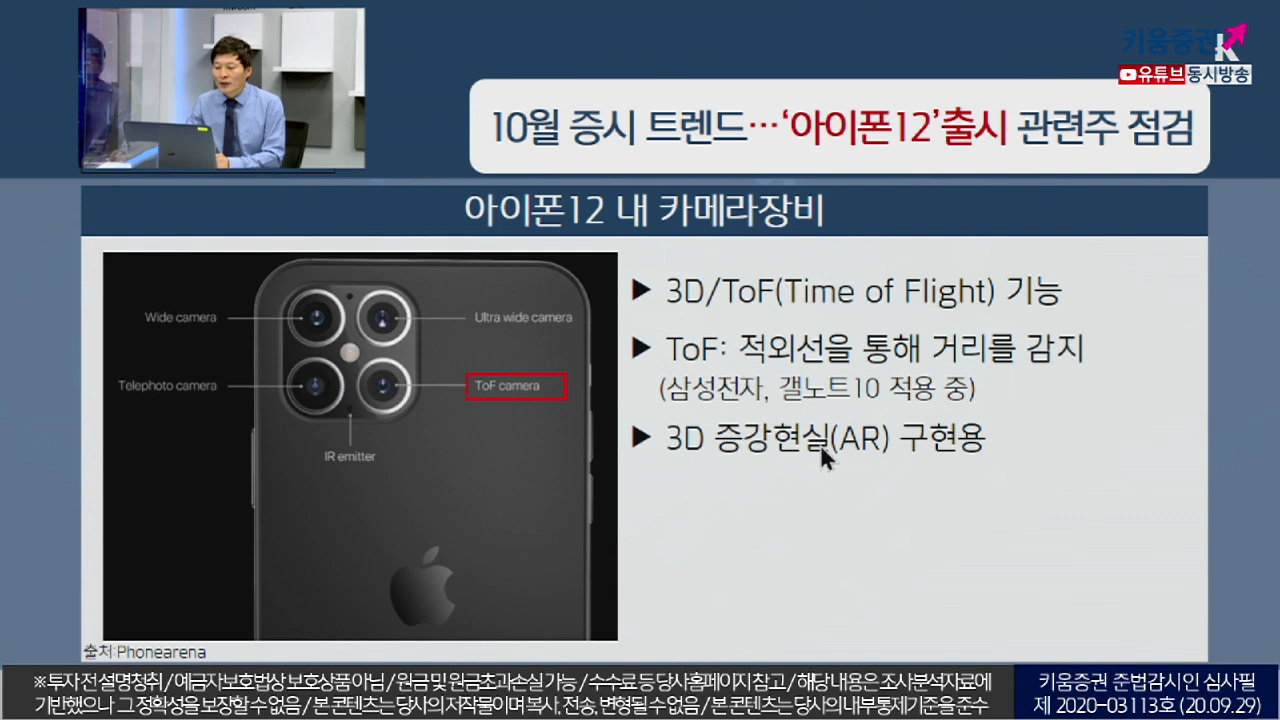 키움증권
유튜브동시방송
10월 증시 트렌드…‘아이폰12’출시 관련주 점검
아이폰12 내 카메라장비
Wide camera
Ultra wide camera
Telephoto camera
ToF camera
IR emitter
▶ 3D/ToF(Time of Flight) 기능
▶ ToF: 적외선을 통해 거리를 감지
(삼성전자, 갤노트10 적용 중)
▶ 3D 증강현실(AR) 구현용
출처:Phonearena
※ 투자 전 설명청취 / 예금자보호법상 보호상품 아님 / 원금 및 원금초과손실 가능 / 수수료 등 당사홈페이지 참고 / 해당 내용은 조사분석자료에
기반했으나 그 정확성을 보장할 수 없음 / 본 콘텐츠는 당사의 저작물이며 복사, 전송, 변형될 수 없음 / 본 콘텐츠는 당사의 내부통제기준을 준수
키움증권 준법감시인 심사필
제 2020-03113호 (20.09.29)